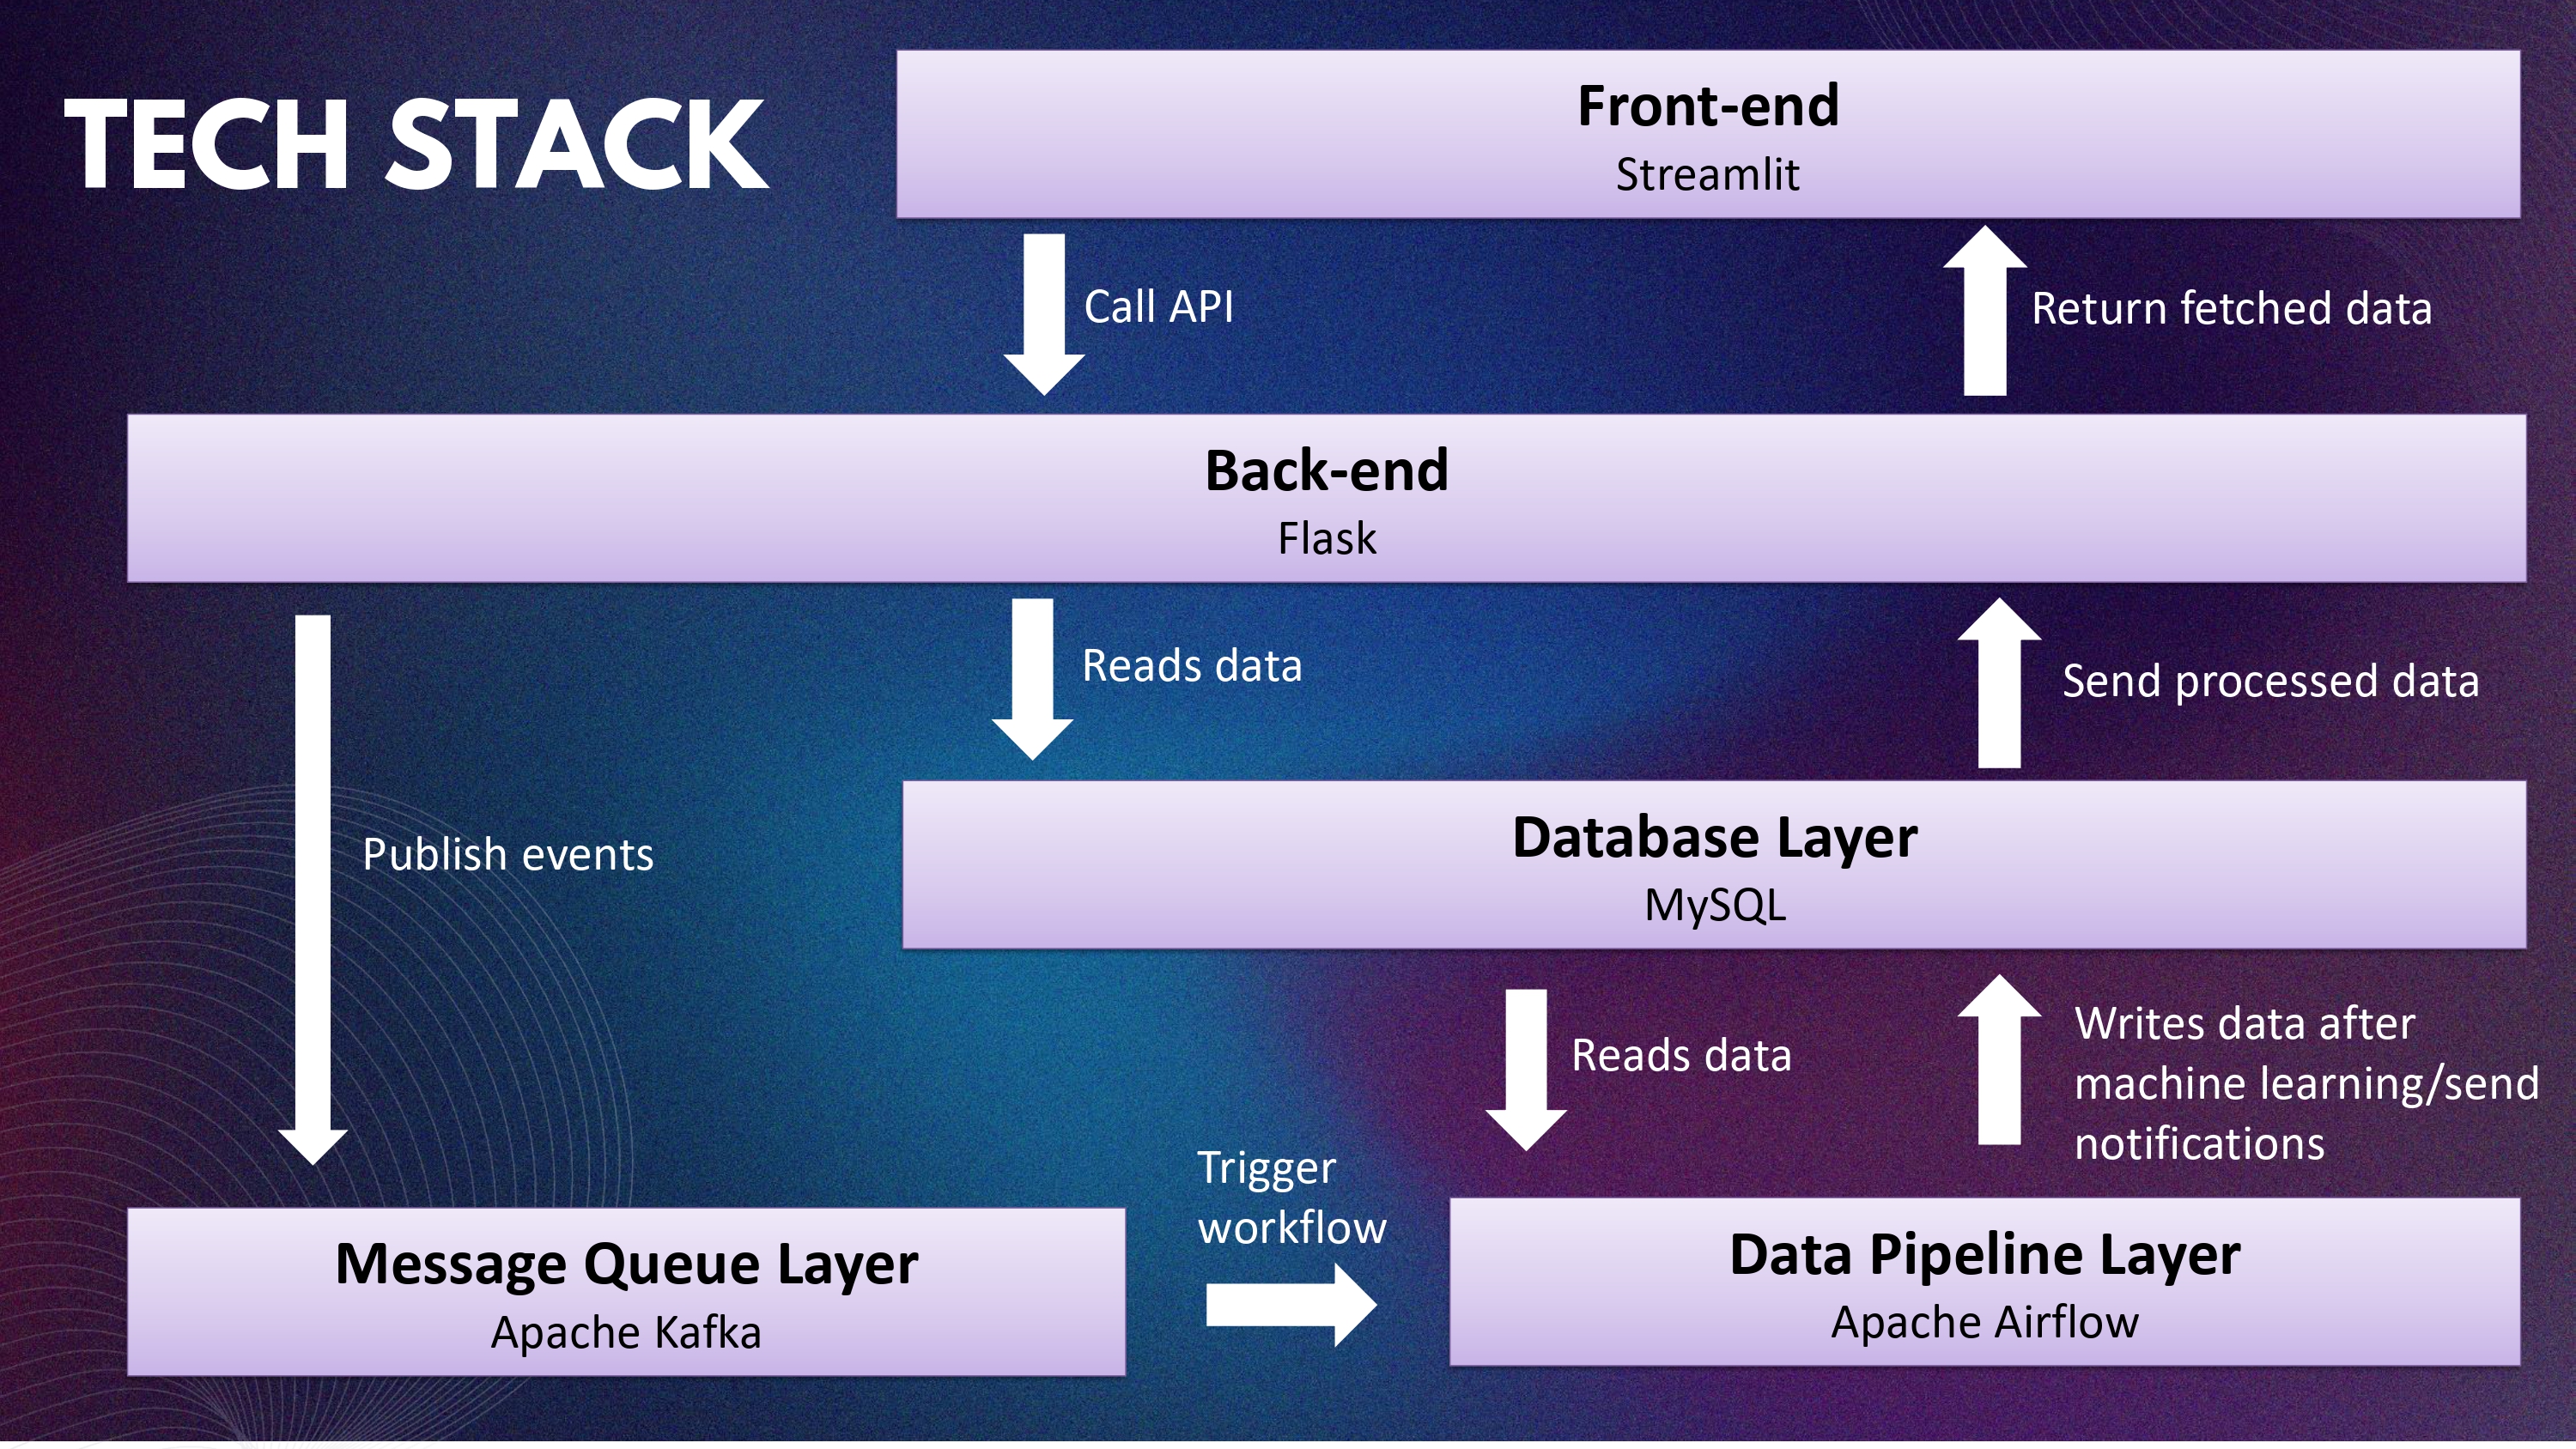 TECH STACK
Front-end
Streamlit
Call API
Return fetched data
Back-end
Flask
Reads data
Send processed data
Publish events
Database Layer
MySQL
Reads data
Writes data after
machine learning/send
notifications
Trigger
workflow
Message Queue Layer
Apache Kafka
Data Pipeline Layer
Apache Airflow